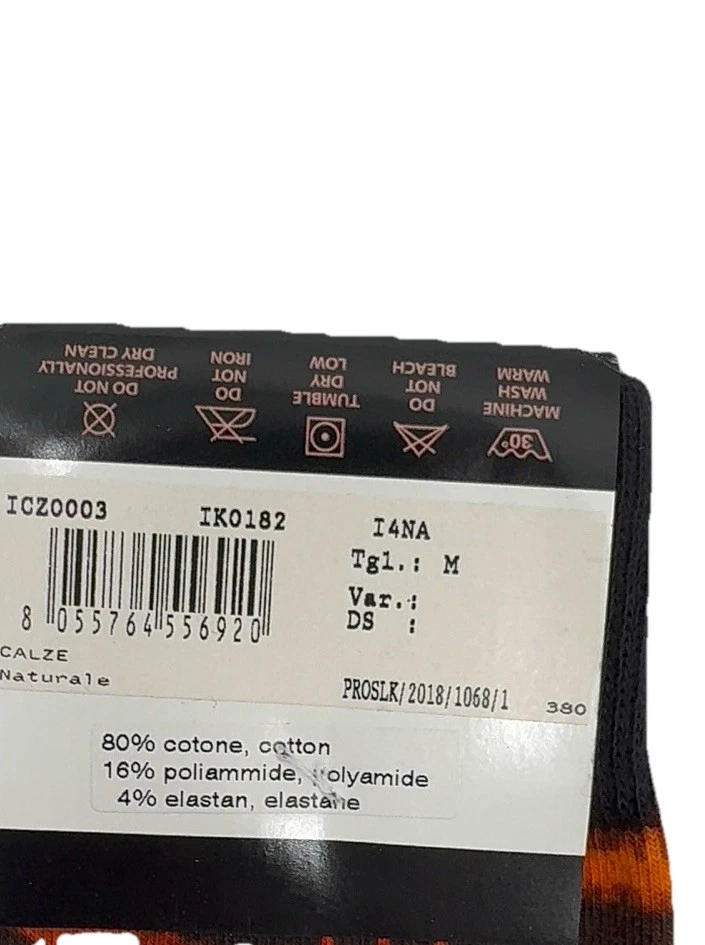 MACHINE
WASH
WARM
30°
DO
NOT
BLEACH
TUMBLE
DRY
LOW
DO
NOT
IRON
DO NOT
PROFESSIONALLY
DRY CLEAN
ICZ0003 IK0182 I4NA
Tgl.: M
Var.:
DS :
8 055764 556920
CALZE
Naturale
PROSLK/2018/1068/1 380
80% cotone, cotton
16% poliammide, polyamide
4% elastan, elastane